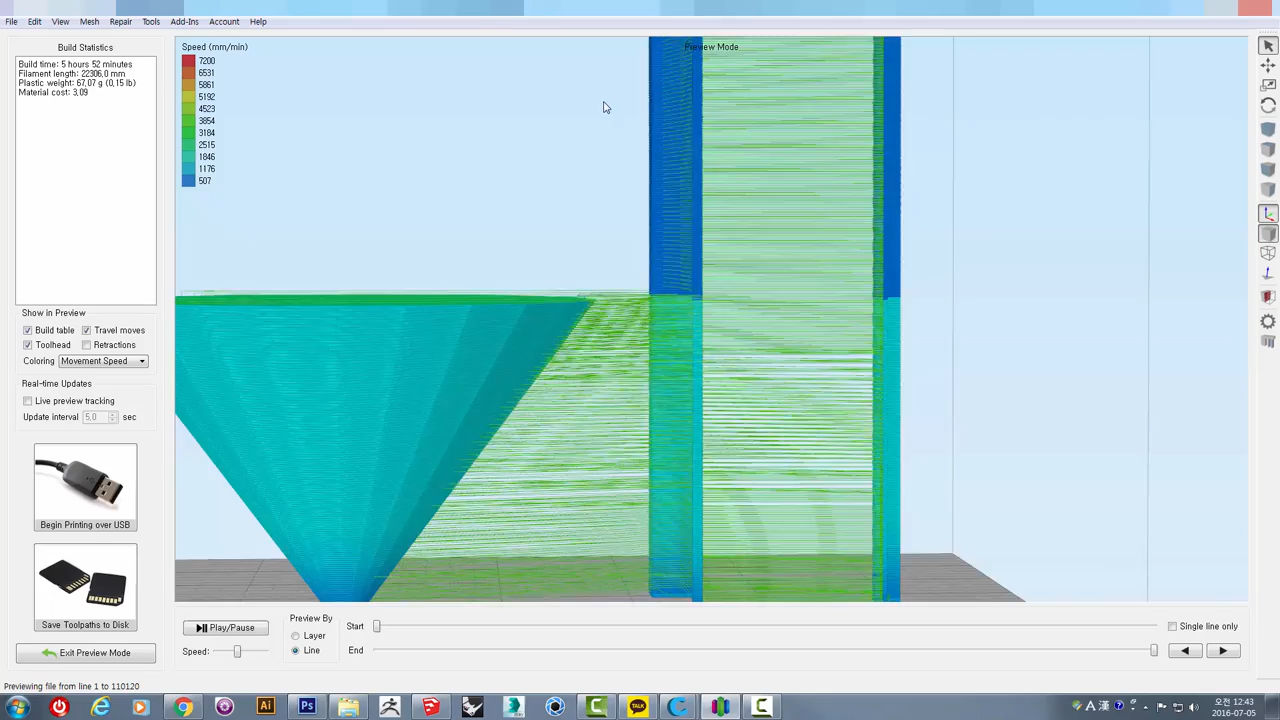 File Edit View Mesh Repair Tools Add-Ins Account Help
Build Statistics
Build time: 5 hours 52 minutes
Filament length: 22306,0 mm
Plastic weight: 67,07 g (0,15 lb)
Material cost: 3,09
Speed (mm/min)
7200
6531
5861
5192
4523
3854
3184
2515
1846
1176
507
Preview Mode
Show in Preview
Build table
Travel moves
Toolhead
Retractions
Coloring Movement Speed
Real-time Updates
Live preview tracking
Update interval 5,0 sec
Begin Printing over USB
Save Toolpaths to Disk
Exit Preview Mode
Play/Pause
Speed:
Preview By
Layer
Line
Start
End
Single line only
Previewing file from line 1 to 110120
Ai
Ps
TALK
A
오전 12:43
2016-07-05